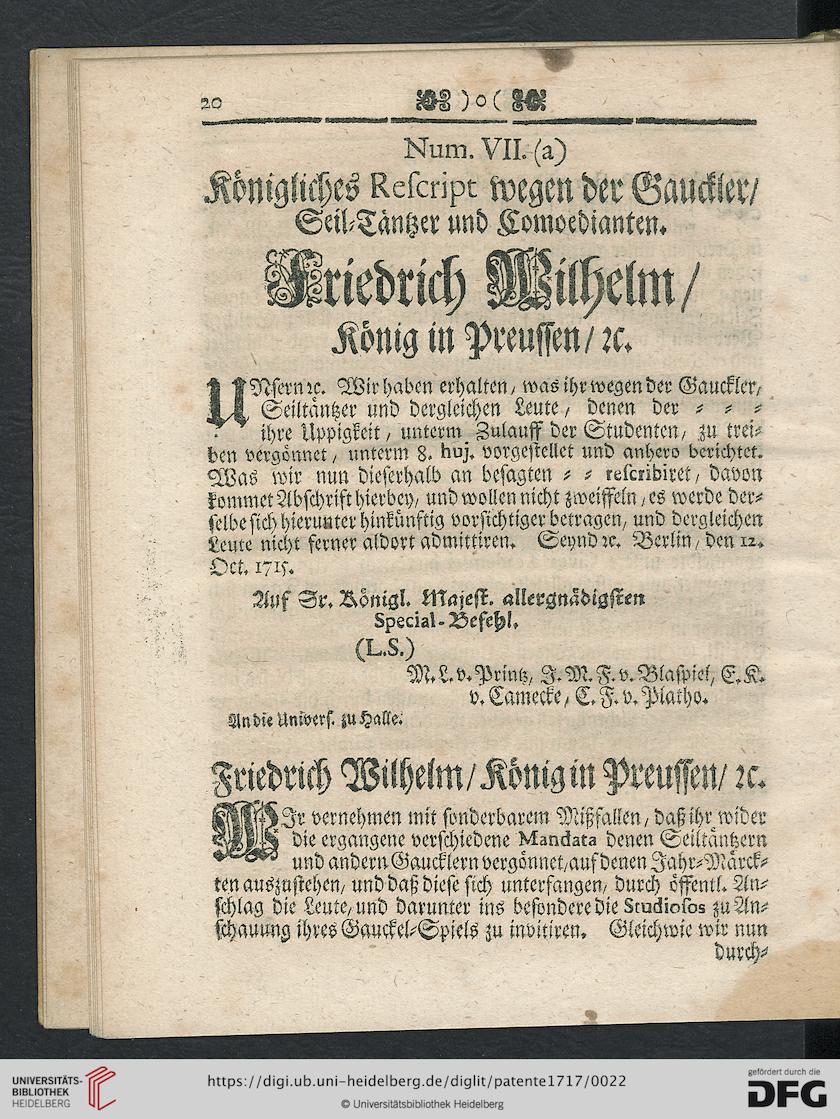 20 ) o (
Num. VII. (a)
Königliches Rescript wegen der Gauckler/
Seil-Täntzer und Comoedianten.
Friedrich Wilhelm/
König in Preussen/ ꝛc.
UNsern ꝛc. Wir haben erhalten, was ihr wegen der Gauckler,
Seiltäntzer und dergleichen Leute, denen der - - -
ihre Uppigkeit, unterm Zulauff der Studenten, zu trei-
ben vergönnet, unterm 8. huj. vorgestellet und anhero berichtet.
Was wir nun dieserhalb an besagten - - rescribiret, davon
kommet Abschrift hierbey, und wollen nicht zweiffeln, es werde der-
selbe sich hierunter hinkünftig vorsichtiger betragen, und dergleichen
Leute nicht ferner aldort admittiren. Seynd ꝛc. Berlin, den 12.
Oct. 1715.
Auf Sr. Königl. Majest. allergnädigsten
Special-Befehl.
(L.S.)
M. L. v. Printz, J. M. F. v. Blaspiel, E. K.
v. Camecke, C. F. v. Platho.
An die Univers. zu Halle.
Friedrich Wilhelm/ König in Preussen/ ꝛc.
WIr vernehmen mit sonderbarem Mißfallen, daß ihr wider
die ergangene verschiedene Mandata denen Seiltäntzern
und andern Gaucklern vergönnet, auf denen Jahr-Märck-
ten auszustehen, und daß diese sich unterfangen, durch öffentl. An-
schlag die Leute, und darunter ins besondere die Studiosos zu An-
schauung ihres Gauckel-Spiels zu invitiren. Gleichwie wir nun
durch-
UNIVERSITÄTS-
BIBLIOTHEK
HEIDELBERG
https://digi.ub.uni-heidelberg.de/diglit/patente1717/0022
© Universitätsbibliothek Heidelberg
gefördert durch die
DFG